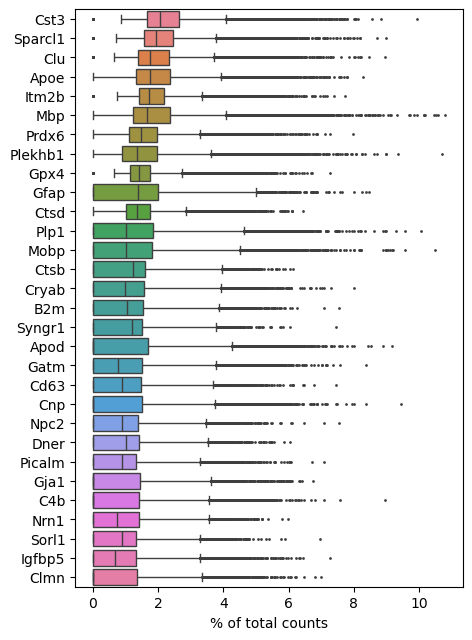 Cst3
Sparcl1
Clu
Apoe
Itm2b
Mbp
Prdx6
Plekhb1
Gpx4
Gfap
Ctsd
Plp1
Mobp
Ctsb
Cryab
B2m
Syngr1
Apod
Gatm
Cd63
Cnp
Npc2
Dner
Picalm
Gja1
C4b
Nrn1
Sorl1
Igfbp5
Clmn
0 2 4 6 8 10
% of total counts